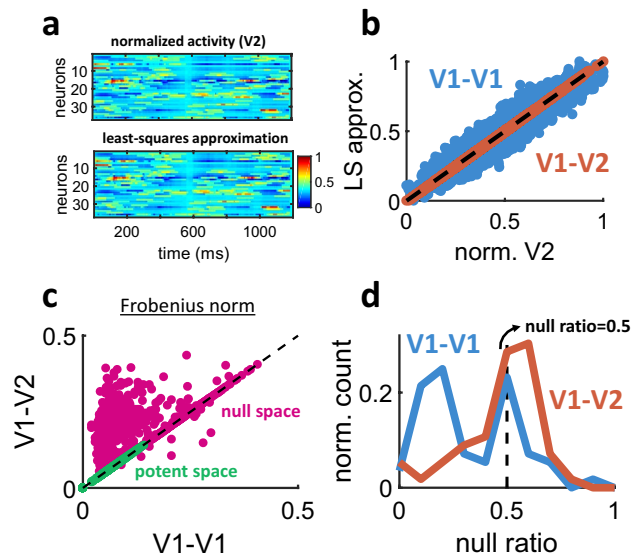 a
normalized activity (V2)
neurons
10
20
30
least-squares approximation
neurons
10
20
30
1
0.5
0
200
600
1000
time (ms)
b
LS approx.
1
0.5
0
V1-V1
V1-V2
0
0.5
1
norm. V2
c
Frobenius norm
V1-V2
0.5
0
null space
potent space
0
0.5
V1-V1
d
null ratio=0.5
V1-V1
V1-V2
norm. count
0.2
0
0
0.5
1
null ratio